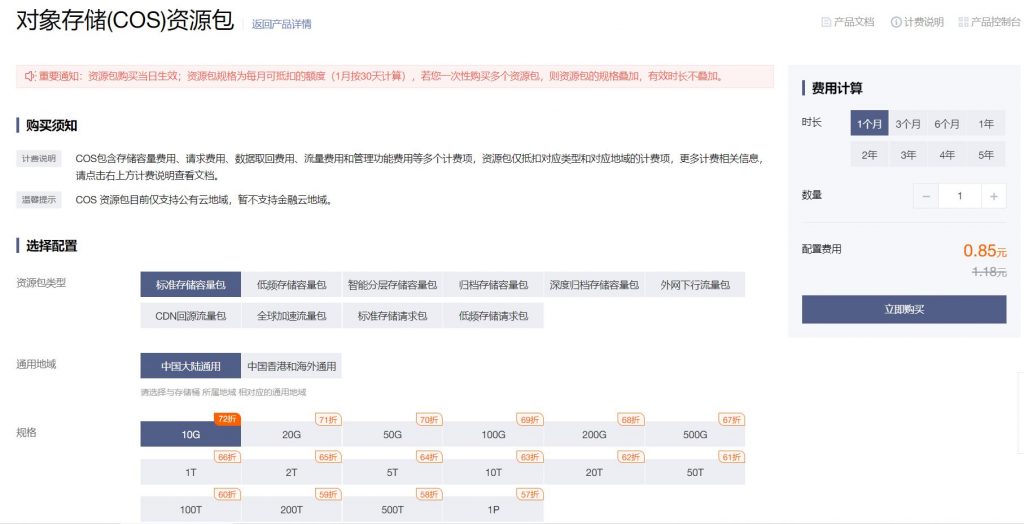 对象存储(COS)资源包 返回产品详情 产品文档 计费说明 产品控制台
重要通知：资源包购买当日生效；资源包规格为每月可抵扣的额度（1月按30天计算），若您一次性购买多个资源包，则资源包的规格叠加，有效时长不叠加。
购买须知
计费说明 COS包含存储容量费用、请求费用、数据取回费用、流量费用和管理功能费用等多个计费项，资源包仅抵扣对应类型和对应地域的计费项，更多计费相关信息，
请点击右上方计费说明查看文档。
温馨提示 COS 资源包目前仅支持公有云地域，暂不支持金融云地域。
选择配置
资源包类型 标准存储容量包 低频存储容量包 智能分层存储容量包 归档存储容量包 深度归档存储容量包 外网下行流量包
CDN回源流量包 全球加速流量包 标准存储请求包 低频存储请求包
通用地域 中国大陆通用 中国香港和海外通用
请选择与存储桶 所属地域 相对应的通用地域
72折 71折 70折 69折 68折 67折
规格 10G 20G 50G 100G 200G 500G
66折 65折 64折 63折 62折 61折
1T 2T 5T 10T 20T 50T
60折 59折 58折 57折
100T 200T 500T 1P
费用计算
时长 1个月 3个月 6个月 1年
2年 3年 4年 5年
数量 − 1 +
配置费用 0.85元
1.18元
立即购买